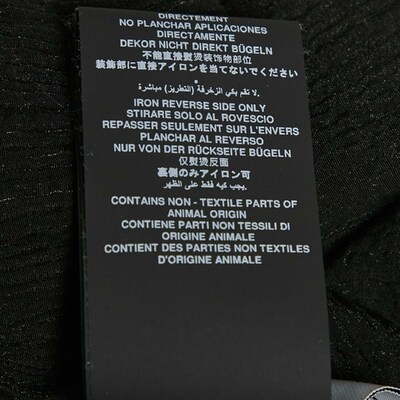 DIRECTEMENT
NO PLANCHAR APLICACIONES
DIRECTAMENTE
DEKOR NICHT DIREKT BÜGELN
不能直接熨烫装饰物部位
装飾部に直接アイロンを当てないでください
لا تقم بكي الزخرفة (التطريز) مباشرة.
IRON REVERSE SIDE ONLY
STIRARE SOLO AL ROVESCIO
REPASSER SEULEMENT SUR L'ENVERS
PLANCHAR AL REVERSO
NUR VON DER RÜCKSEITE BÜGELN
仅熨烫反面
裏側のみアイロン可
يجب كيه فقط على الظهر.
CONTAINS NON - TEXTILE PARTS OF
ANIMAL ORIGIN
CONTIENE PARTI NON TESSILI DI
ORIGINE ANIMALE
CONTIENT DES PARTIES NON TEXTILES
D'ORIGINE ANIMALE